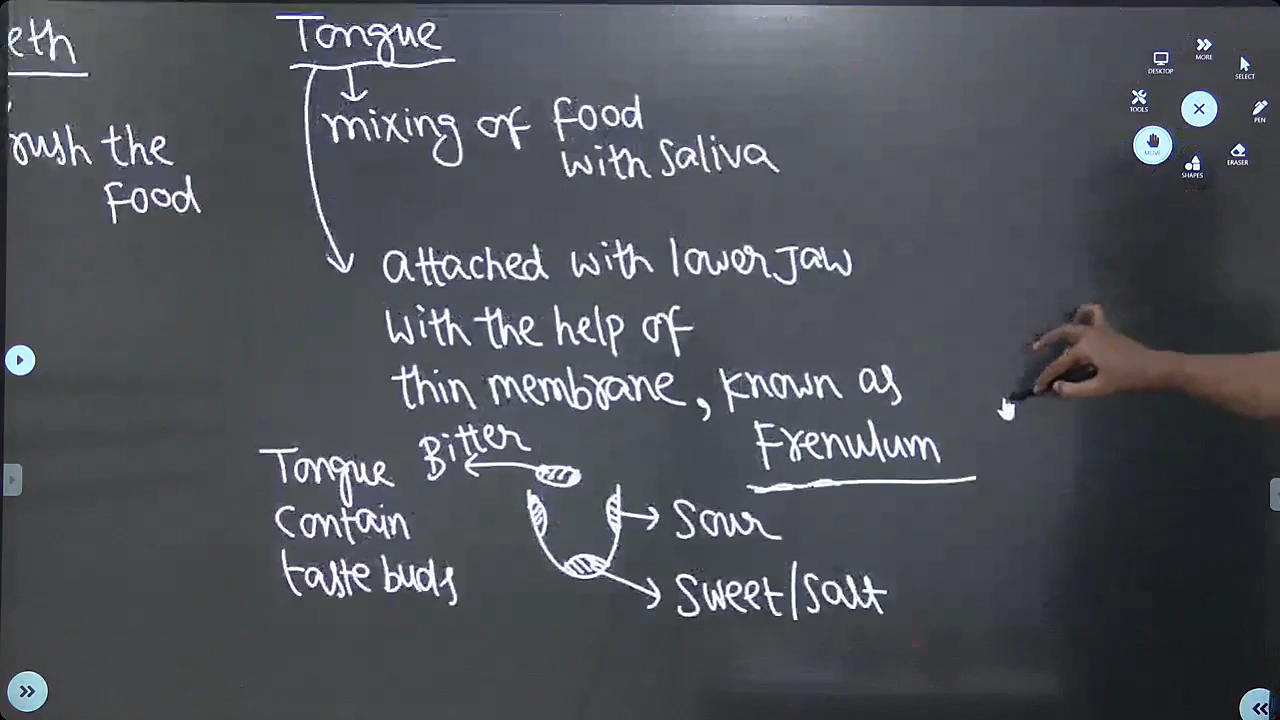 eth
rush the
Food
Tongue
mixing of Food
with Saliva
attached with lower Jaw
with the help of
thin membrane, known as
Frenulum
Tongue
Contain
taste buds
Bitter
Sour
Sweet/Salt
MORE
DESKTOP
SELECT
TOOLS
PEN
MOVE
ERASER
SHAPES